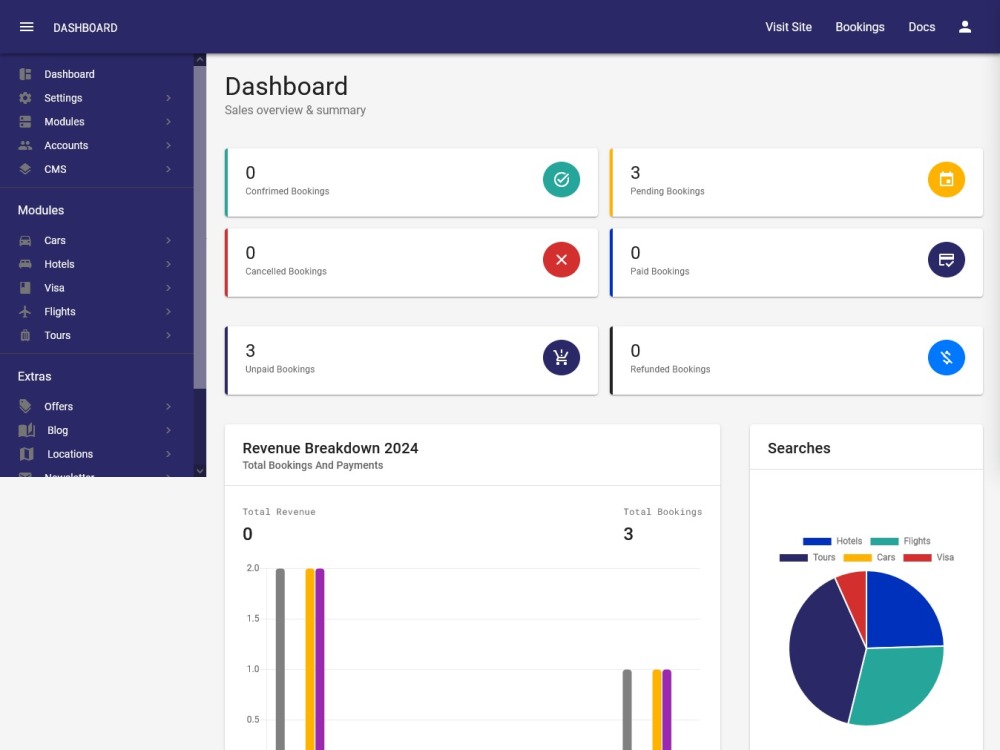 DASHBOARD
Visit Site Bookings Docs
Dashboard
Settings
Modules
Accounts
CMS
Modules
Cars
Hotels
Visa
Flights
Tours
Extras
Offers
Blog
Locations
Newsletter
Dashboard
Sales overview & summary
0
Confrimed Bookings
3
Pending Bookings
0
Cancelled Bookings
0
Paid Bookings
3
Unpaid Bookings
0
Refunded Bookings
Revenue Breakdown 2024
Total Bookings And Payments
Total Revenue
0
Total Bookings
3
2.0
1.5
1.0
0.5
Searches
Hotels Flights
Tours Cars Visa